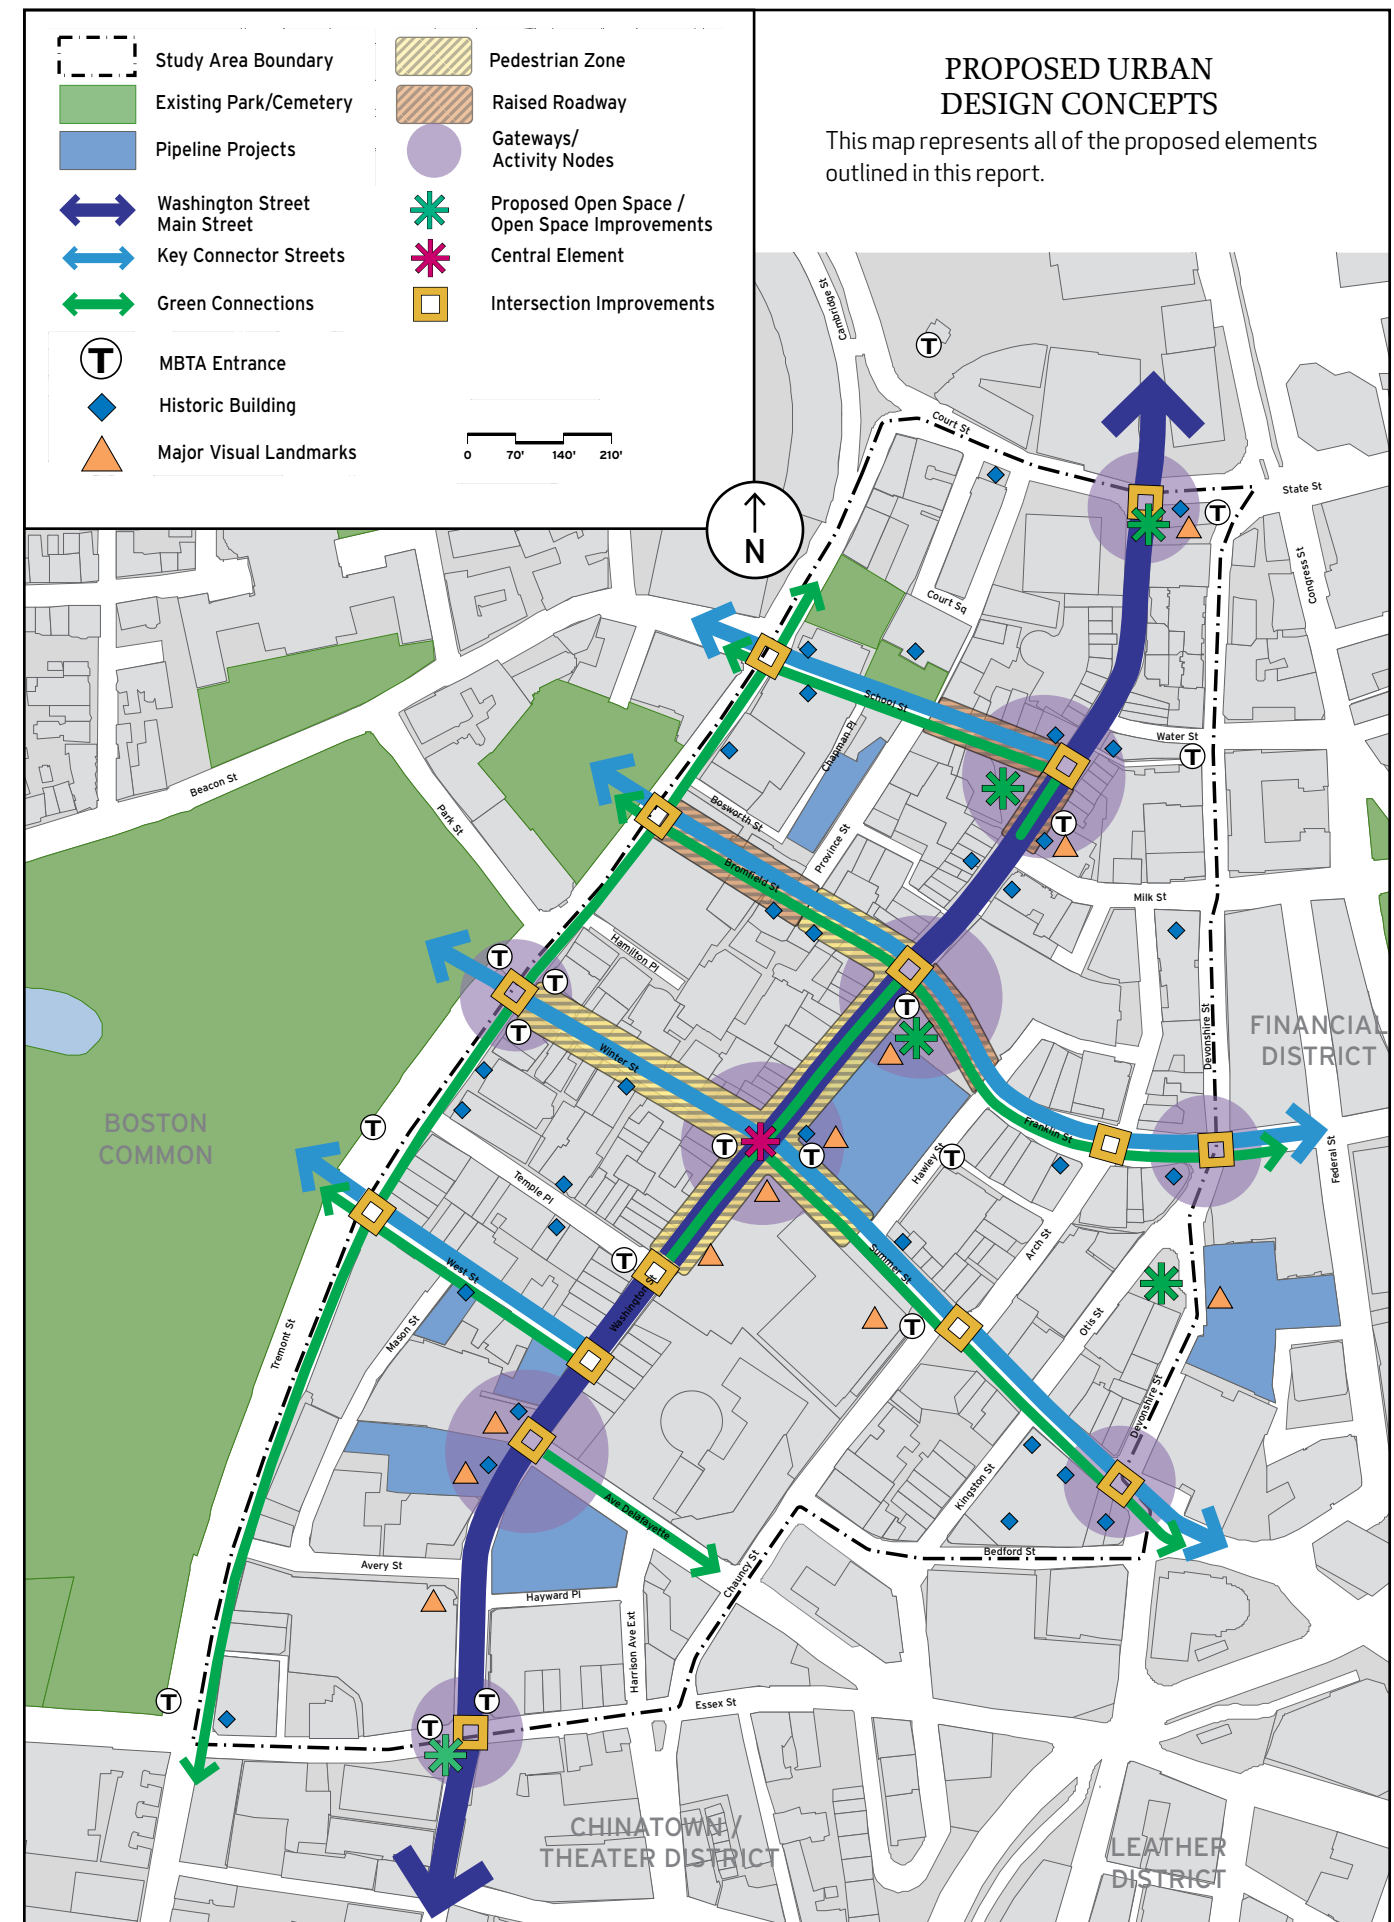 PROPOSED URBAN
DESIGN CONCEPTS
This map represents all of the proposed elements
outlined in this report.
Study Area Boundary
Existing Park/Cemetery
Pipeline Projects
Washington Street
Main Street
Key Connector Streets
Green Connections
MBTA Entrance
Historic Building
Major Visual Landmarks
Pedestrian Zone
Raised Roadway
Gateways/
Activity Nodes
Proposed Open Space /
Open Space Improvements
Central Element
Intersection Improvements
T
0 70' 140' 210'
N
Cambridge St
T
Court St
State St
T
Congress St
Court Sq
School St
Water St
T
Chapman Pl
Beacon St
Park St
Bosworth St
Province St
T
Bromfield St
Milk St
Hamilton Pl
T
T
T
T
Winter St
Devonshire St
FINANCIAL
DISTRICT
BOSTON
COMMON
T
T
T
Franklin St
Hawley St
T
Federal St
Temple Pl
Arch St
T
Summer St
West St
Washington St
Otis St
T
Mason St
Tremont St
Devonshire St
Kingston St
Ave Delafayette
Chauncy St
Bedford St
Avery St
Hayward Pl
Harrison Ave Ext
Essex St
T
T
T
CHINATOWN /
THEATER DISTRICT
LEATHER
DISTRICT